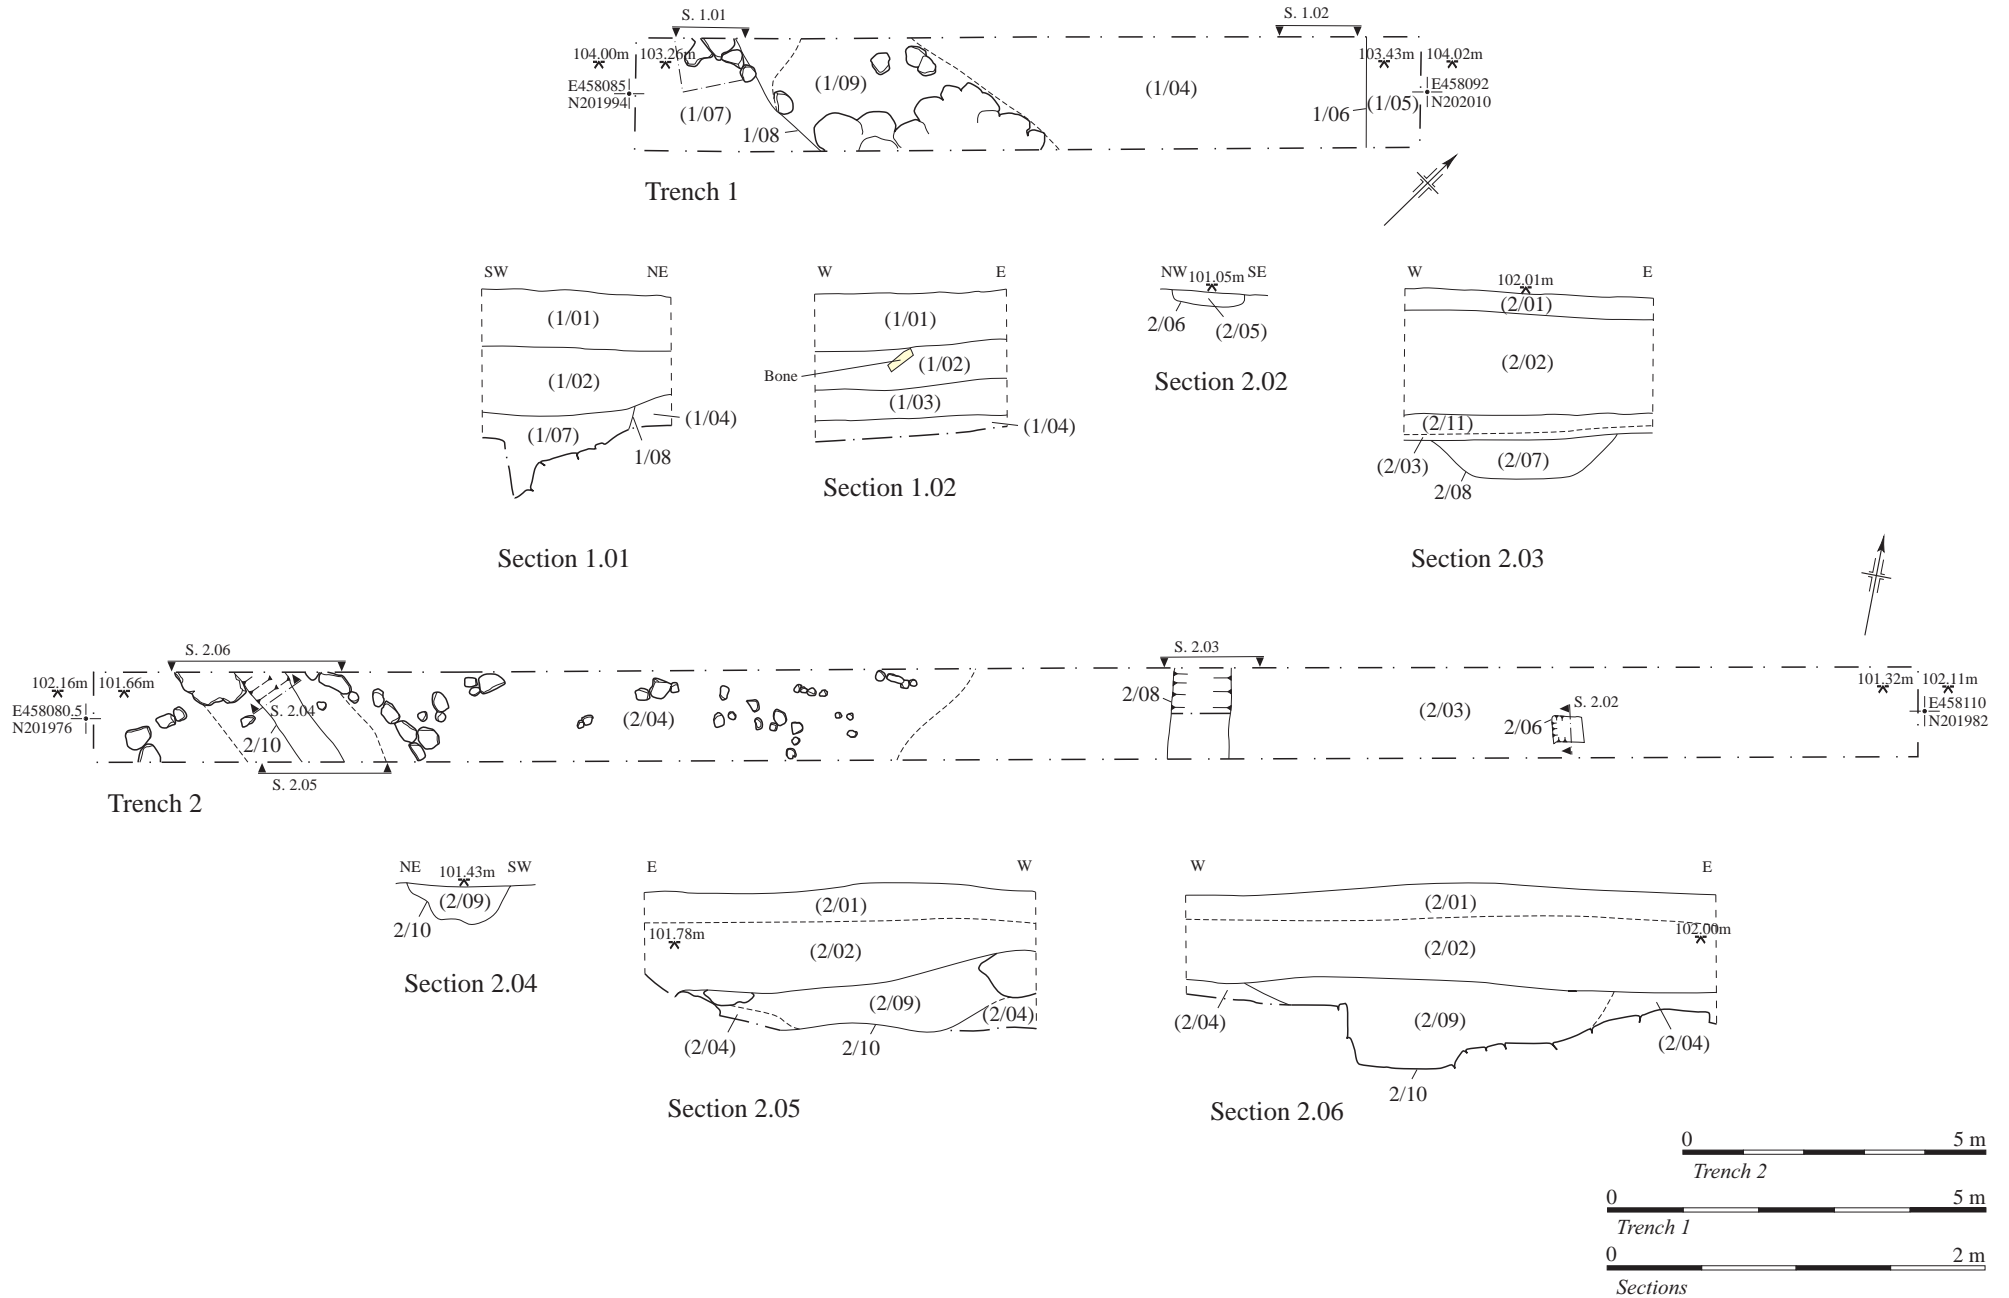 S. 1.01
S. 1.02
104.00m
103.26m
103.43m
104.02m
E458085
N201994
E458092
N202010
(1/09)
(1/04)
(1/07)
1/08
1/06
(1/05)
Trench 1
SW
NE
(1/01)
(1/02)
(1/07)
(1/04)
1/08
Section 1.01
W
E
(1/01)
Bone
(1/02)
(1/03)
(1/04)
Section 1.02
NW
101.05m
SE
2/06
(2/05)
Section 2.02
W
E
102.01m
(2/01)
(2/02)
(2/11)
(2/03)
(2/07)
2/08
Section 2.03
S. 2.06
S. 2.03
102.16m
101.66m
E458080.5
N201976
S. 2.04
2/10
S. 2.05
(2/04)
2/08
(2/03)
S. 2.02
2/06
101.32m
102.11m
E458110
N201982
Trench 2
NE
101.43m
SW
(2/09)
2/10
Section 2.04
E
W
(2/01)
101.78m
(2/02)
(2/09)
(2/04)
(2/04)
2/10
Section 2.05
W
E
(2/01)
102.00m
(2/02)
(2/04)
(2/09)
(2/04)
2/10
Section 2.06
0
5 m
Trench 2
0
5 m
Trench 1
0
2 m
Sections